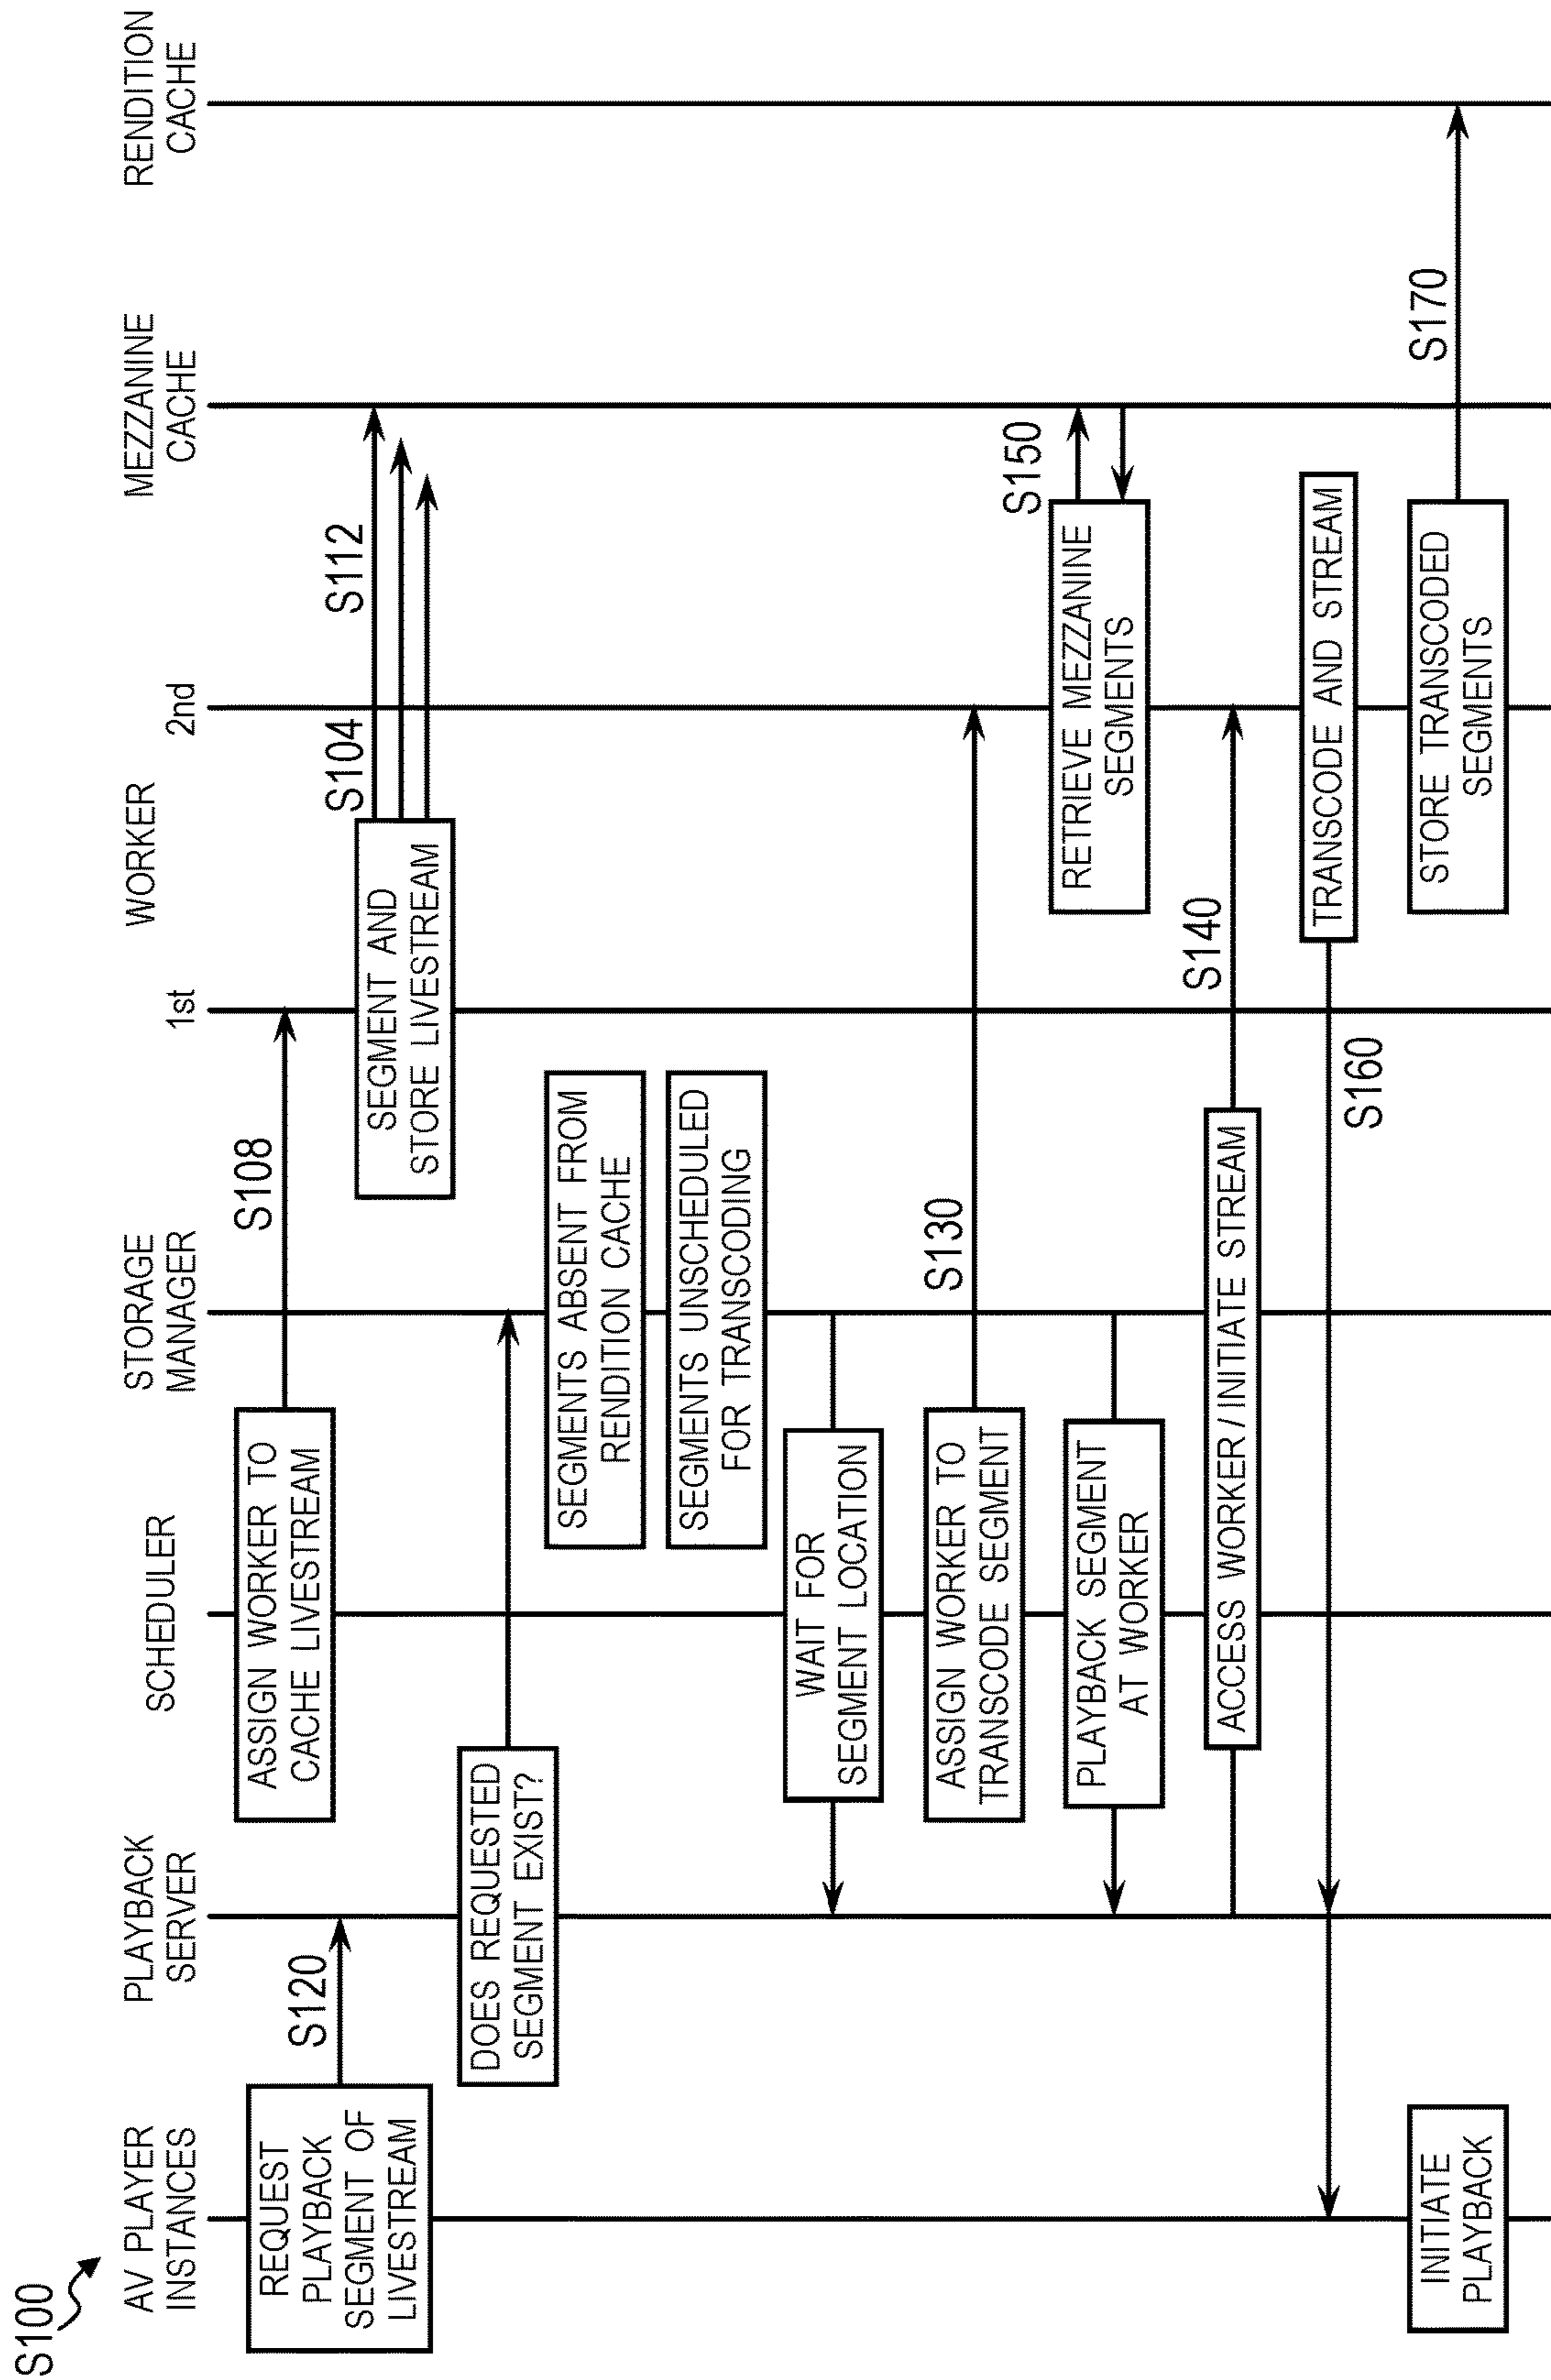 S100
AV PLAYER
INSTANCES
PLAYBACK
SERVER
SCHEDULER
STORAGE
MANAGER
WORKER
1st
2nd
MEZZANINE
CACHE
RENDITION
CACHE
REQUEST
PLAYBACK
SEGMENT OF
LIVESTREAM
S120
ASSIGN WORKER TO
CACHE LIVESTREAM
S108
SEGMENT AND
STORE LIVESTREAM
S104
S112
DOES REQUESTED
SEGMENT EXIST?
SEGMENTS ABSENT FROM
RENDITION CACHE
SEGMENTS UNSCHEDULED
FOR TRANSCODING
WAIT FOR
SEGMENT LOCATION
ASSIGN WORKER TO
TRANSCODE SEGMENT
S130
PLAYBACK SEGMENT
AT WORKER
RETRIEVE MEZZANINE
SEGMENTS
S150
ACCESS WORKER / INITIATE STREAM
S140
TRANSCODE AND STREAM
S160
INITIATE
PLAYBACK
STORE TRANSCODED
SEGMENTS
S170